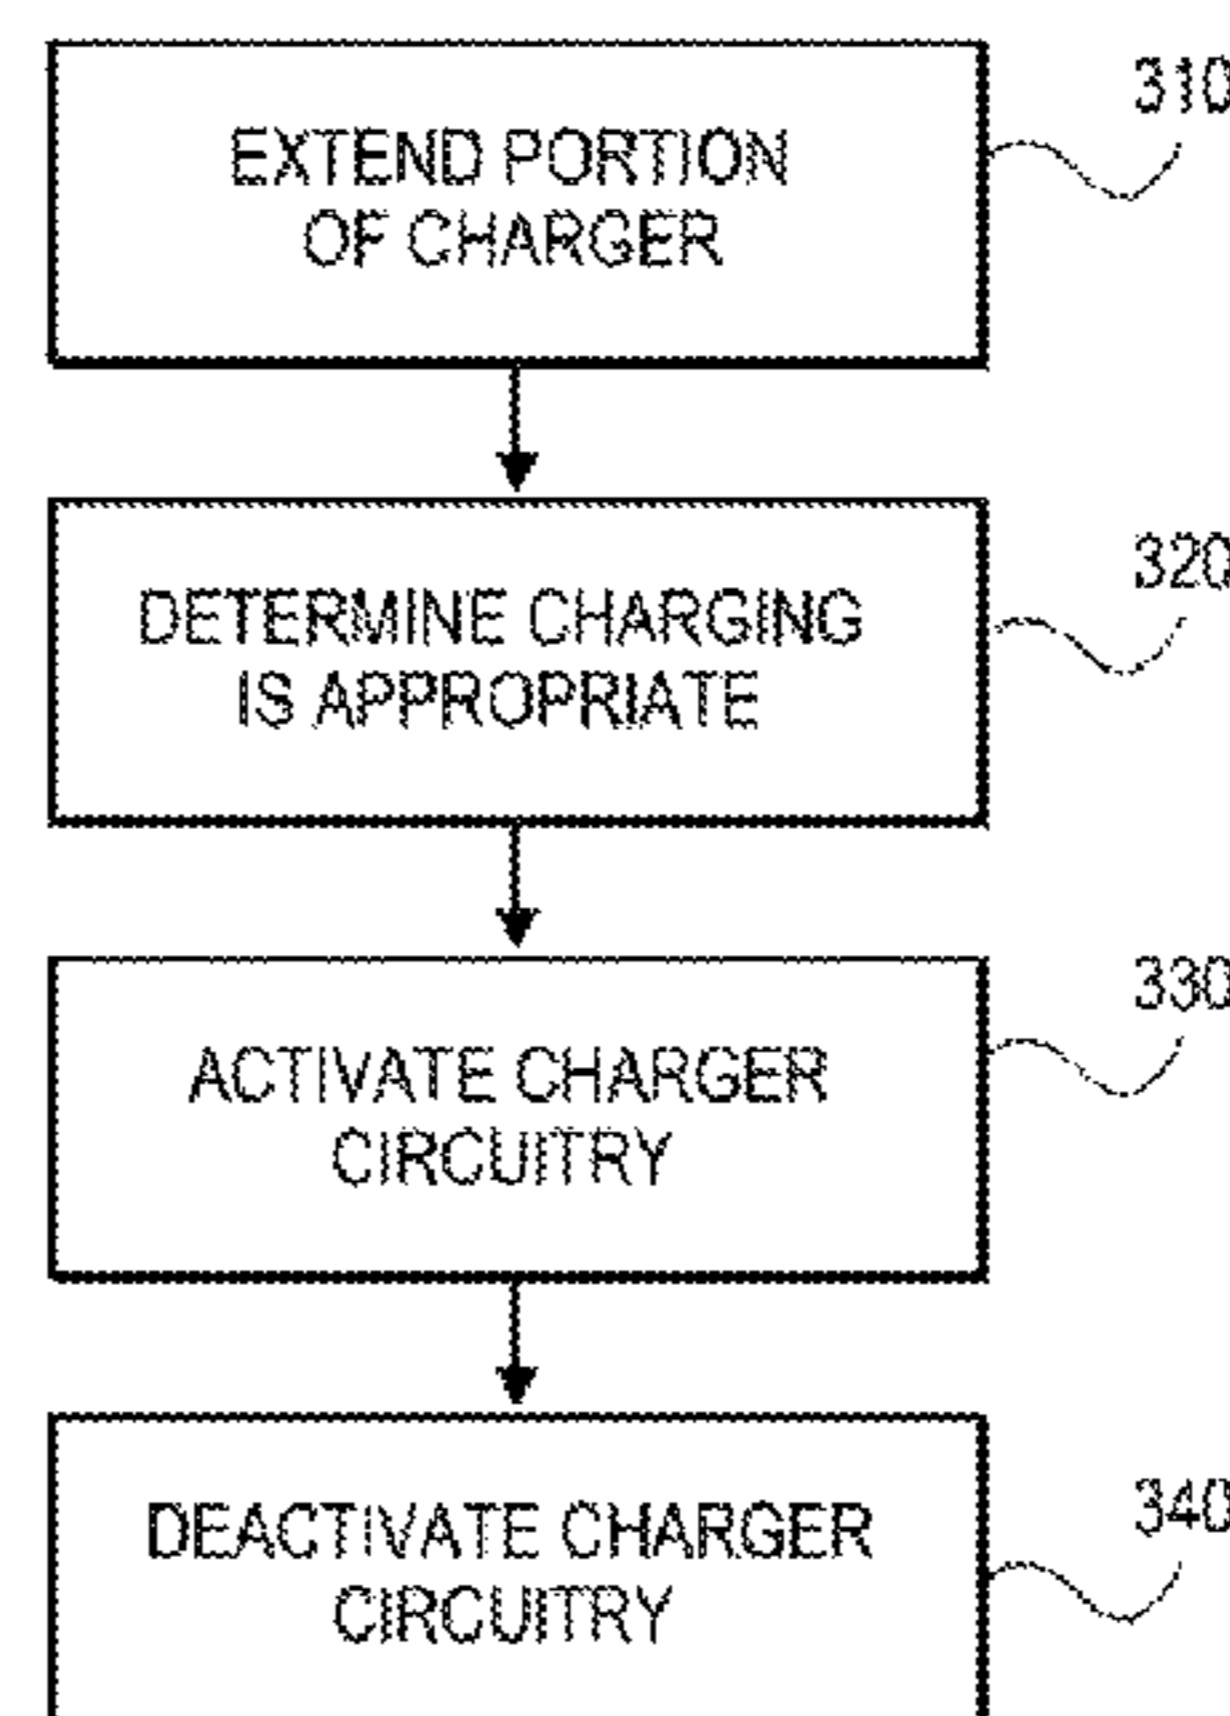 310
EXTEND PORTION
OF CHARGER
320
DETERMINE CHARGING
IS APPROPRIATE
330
ACTIVATE CHARGER
CIRCUITRY
340
DEACTIVATE CHARGER
CIRCUITRY